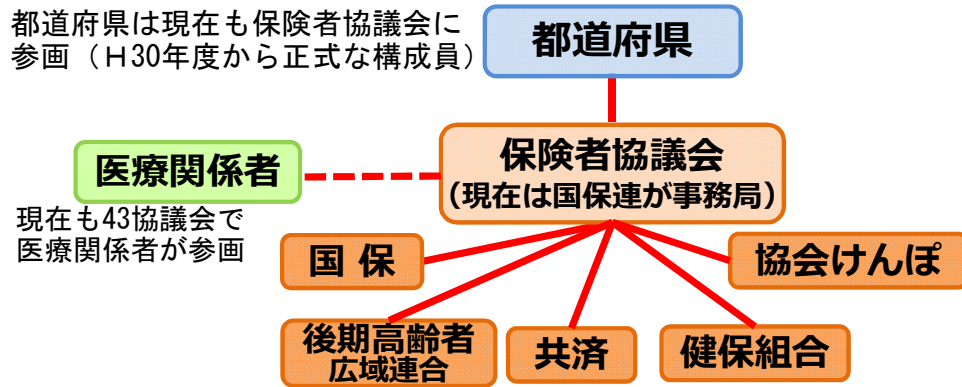 都道府県は現在も保険者協議会に
参画（Ｈ30年度から正式な構成員）
都道府県
保険者協議会
（現在は国保連が事務局）
医療関係者
現在も43協議会で
医療関係者が参画
国 保
協会けんぽ
後期高齢者
広域連合
共済
健保組合